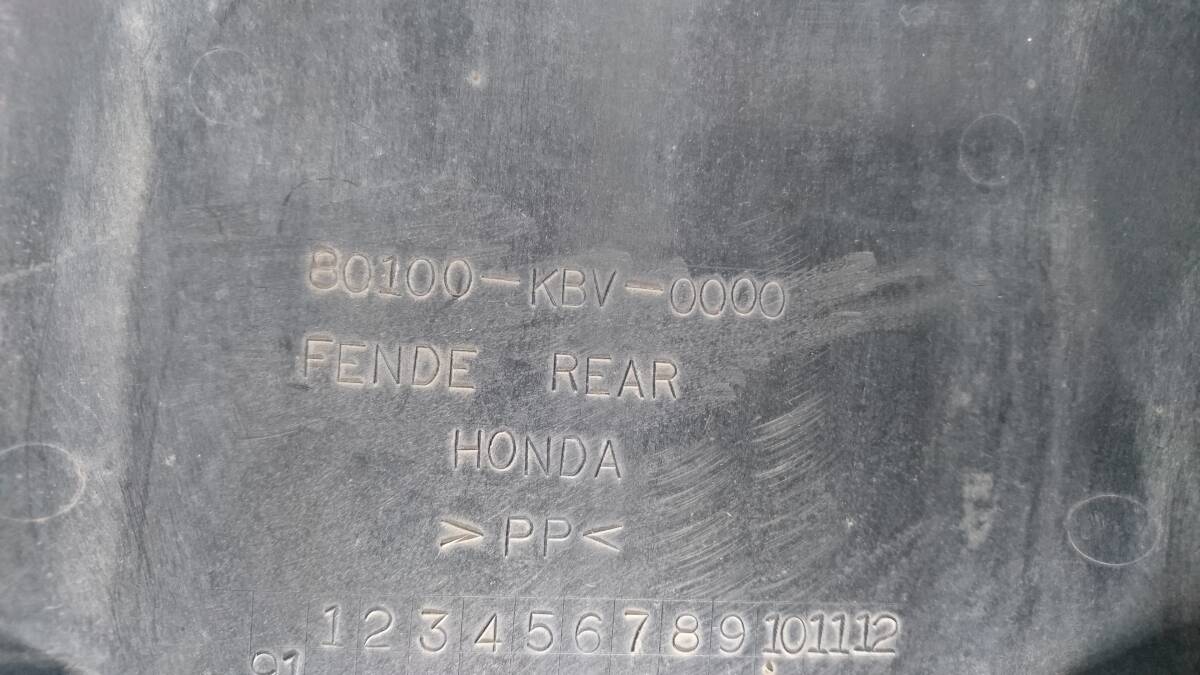 80100-KBV-0000
FENDE REAR
HONDA
>PP<
1 2 3 4 5 6 7 8 9 10 11 12
91